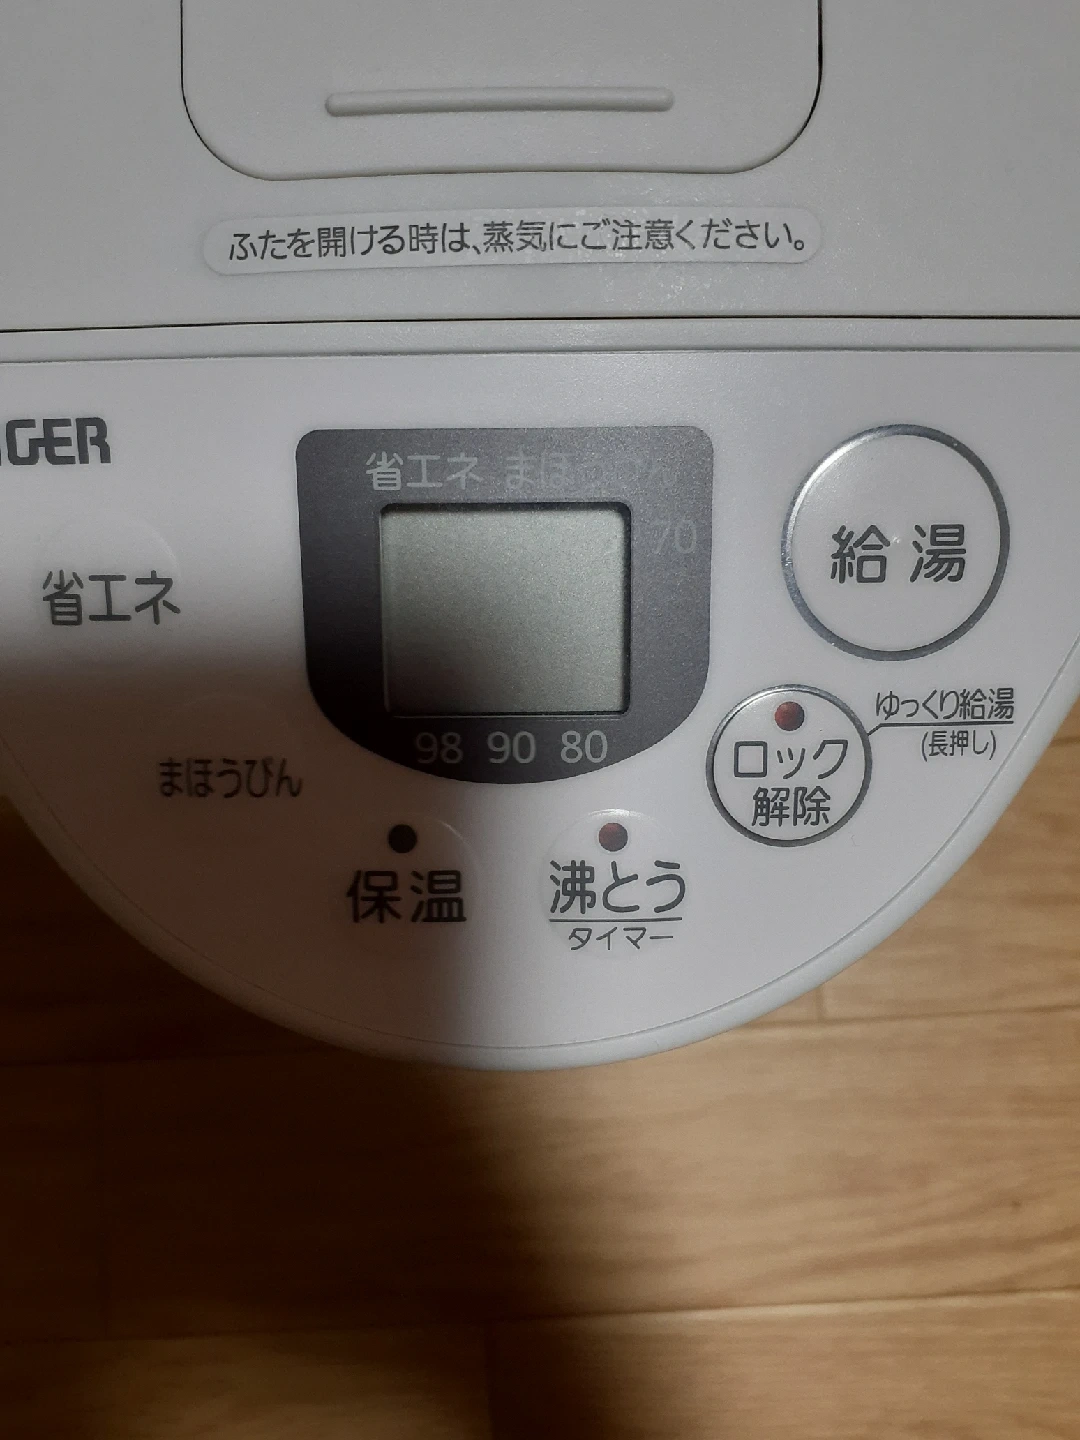 ふたを開ける時は、蒸気にご注意ください。
IGER
省エネ まほうびん
70
給湯
省エネ
98 90 80
ゆっくり給湯
(長押し)
ロック
解除
まほうびん
保温
沸とう
タイマー